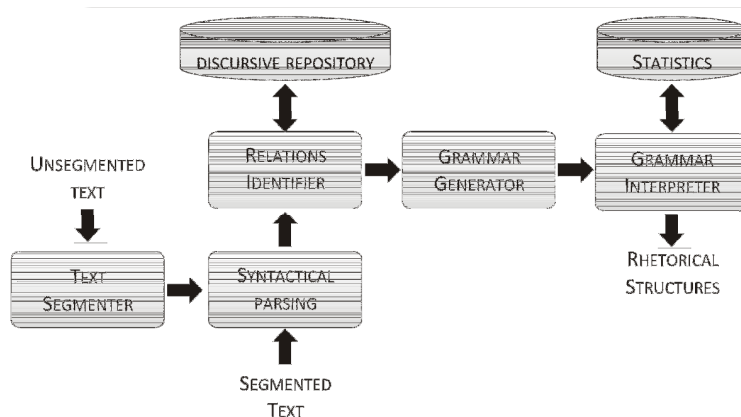 DISCURSIVE REPOSITORY
STATISTICS
RELATIONS
IDENTIFIER
GRAMMAR
GENERATOR
GRAMMAR
INTERPRETER
UNSEGMENTED
TEXT
TEXT
SEGMENTER
SYNTACTICAL
PARSING
RHETORICAL
STRUCTURES
SEGMENTED
TEXT